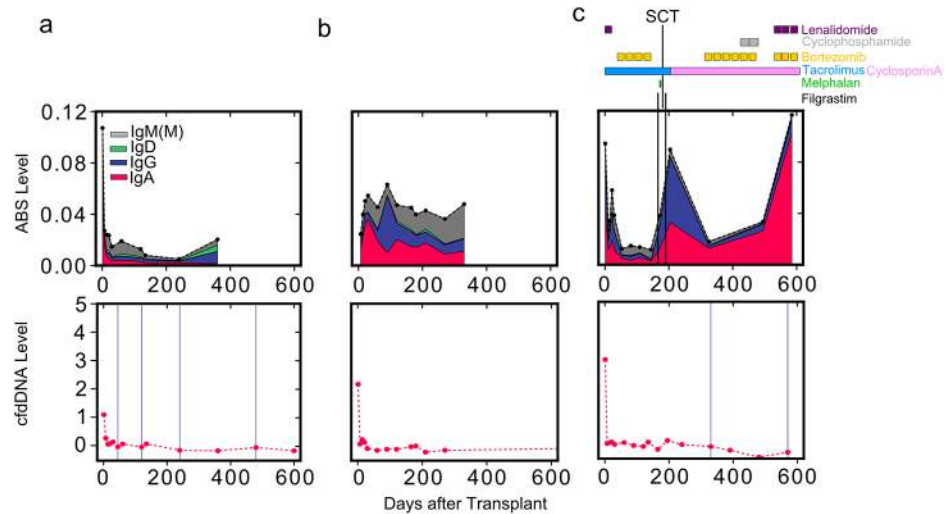 a
b
c
SCT
Lenalidomide
Cyclophosphamide
Bortezomib
Tacrolimus CyclosporinA
Melphalan
Filgrastim
0.12
0.08
0.04
0.00
ABS Level
IgM(M)
IgD
IgG
IgA
0 200 400 600
0 200 400 600
0 200 400 600
5
4
3
2
1
0
cfdDNA Level
0 200 400 600
0 200 400 600
0 200 400 600
Days after Transplant